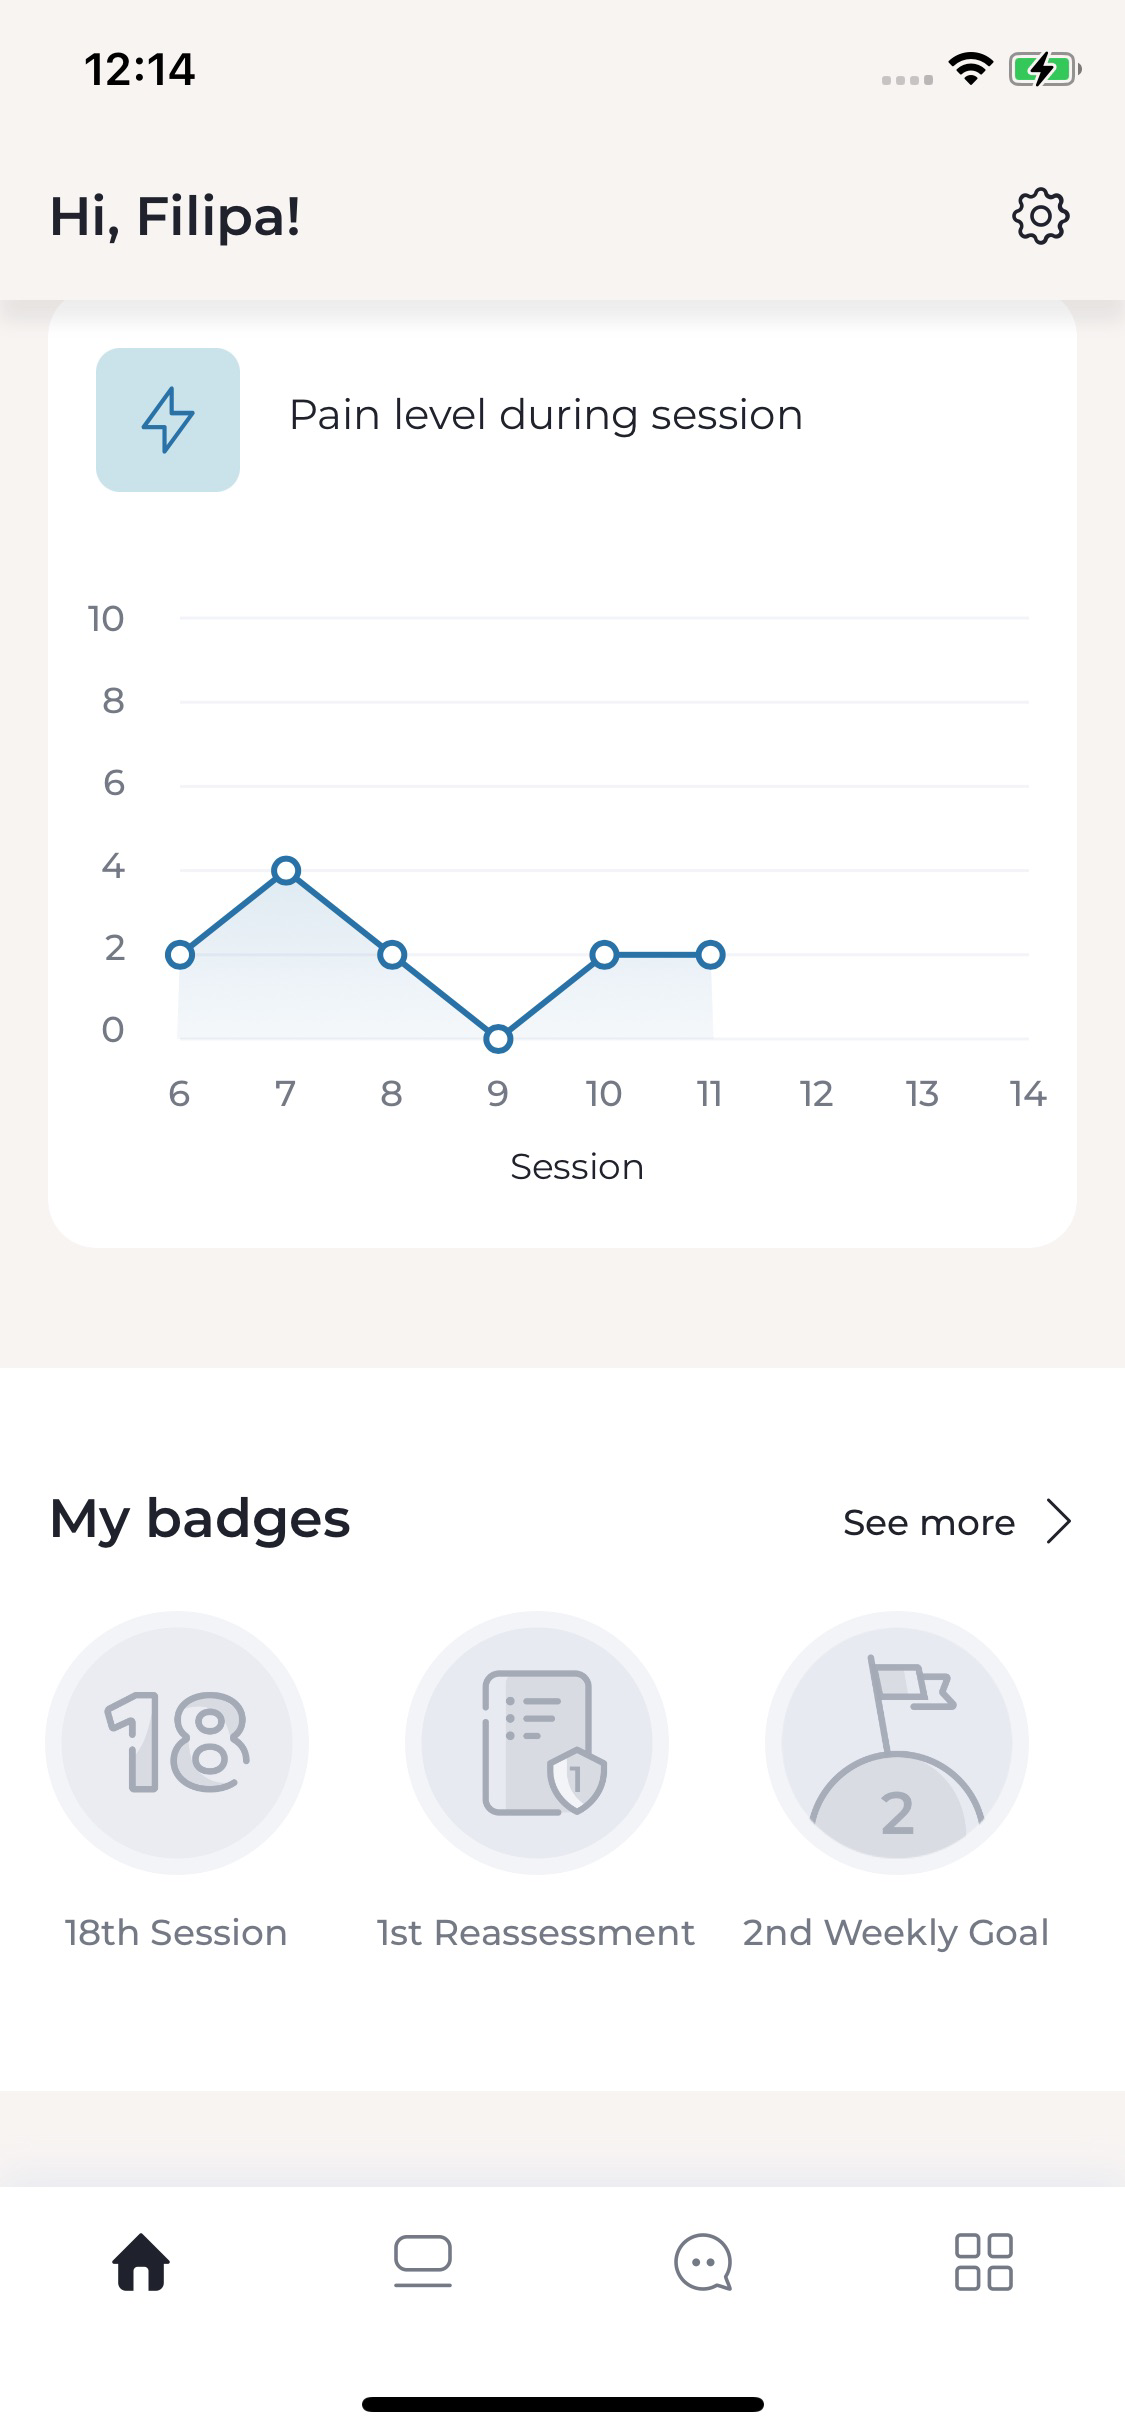 12:14
Hi, Filipa!
Pain level during session
10
8
6
4
2
0
6 7 8 9 10 11 12 13 14
Session
My badges
See more
18
1
2
18th Session
1st Reassessment
2nd Weekly Goal